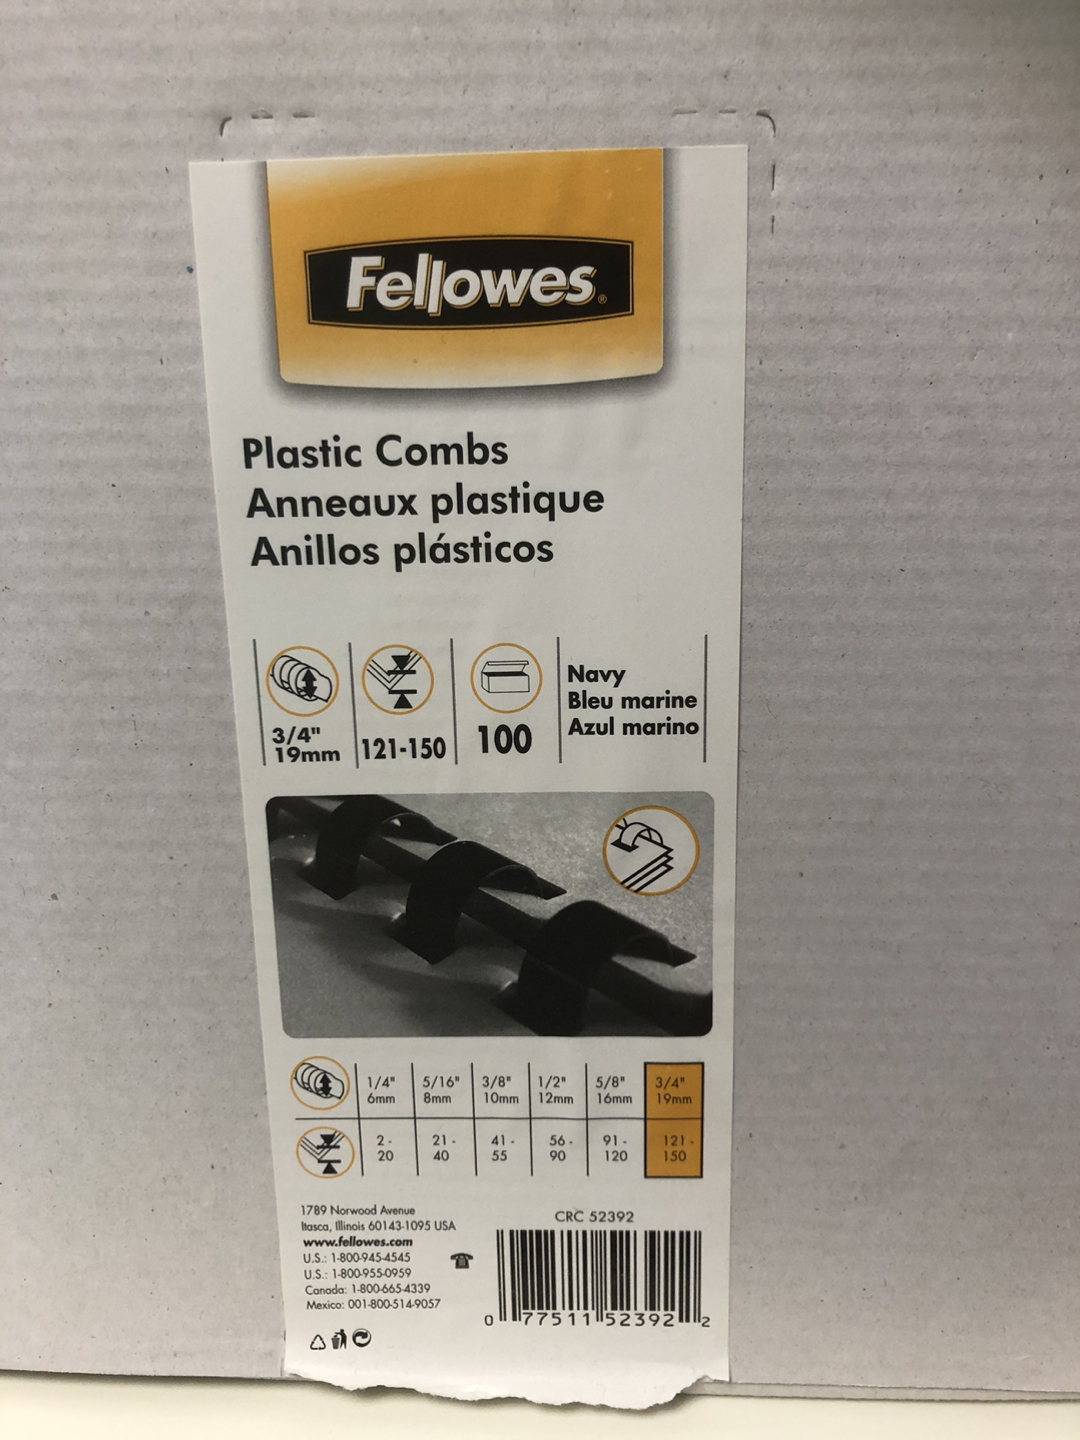 Fellowes®
Plastic Combs
Anneaux plastique
Anillos plásticos
3/4"
19mm
121-150
100
Navy
Bleu marine
Azul marino
1/4" 5/16" 3/8" 1/2" 5/8" 3/4"
6mm 8mm 10mm 12mm 16mm 19mm
2 - 21 - 41 - 56 - 91 - 121 -
20 40 55 90 120 150
1789 Norwood Avenue
Itasca, Illinois 60143-1095 USA
www.fellowes.com
U.S.: 1-800-945-4545
U.S.: 1-800-955-0959
Canada: 1-800-665-4339
Mexico: 001-800-514-9057
CRC 52392
0 77511 52392 2